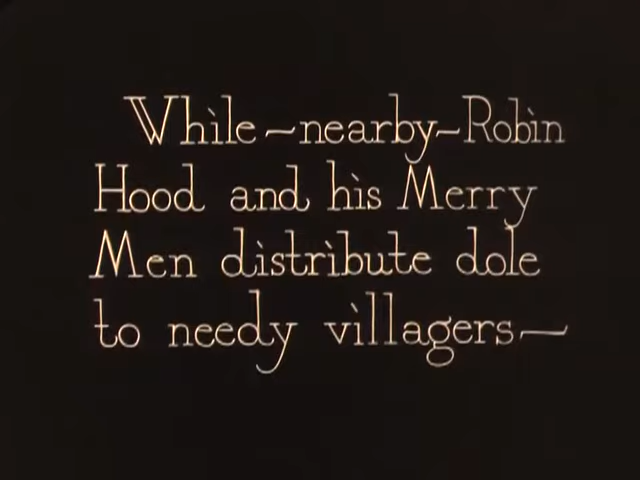 While—nearby—Robin
Hood and his Merry
Men distribute dole
to needy villagers—